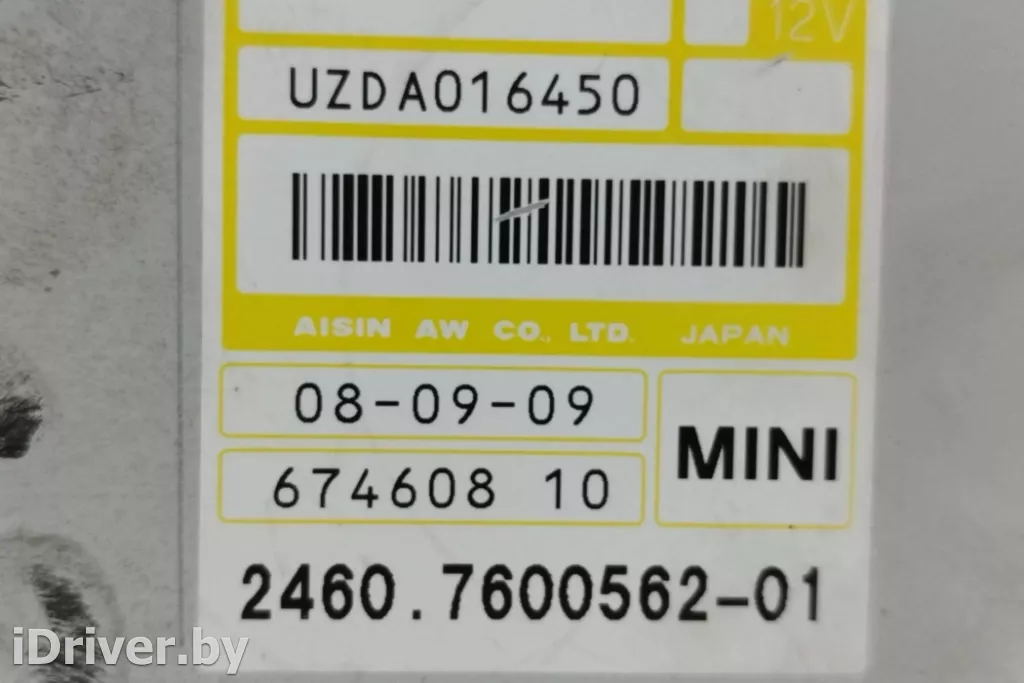 12V
UZDA016450
AISIN AW CO., LTD. JAPAN
08-09-09
674608 10
MINI
2460.7600562-01
iDriver.by